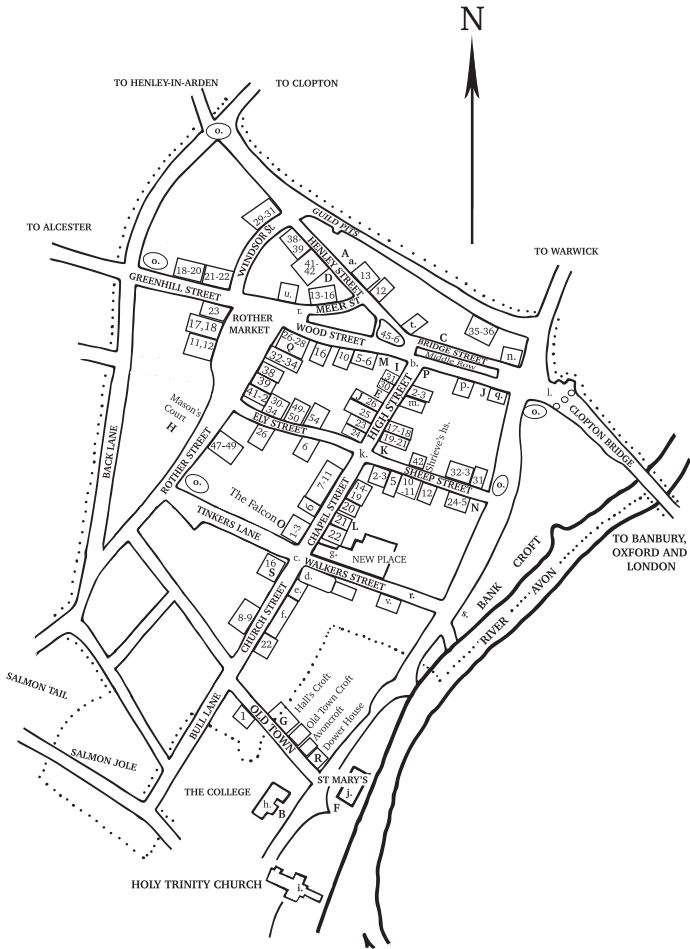 N
TO HENLEY-IN-ARDEN
TO CLOPTON
o.
TO ALCESTER
GUILD PITS
TO WARWICK
29-31
WINDSOR St.
38-
39
HENLEY STREET
A
a.
o.
18-20
21-22
41-
42
D
13
12
GREENHILL STREET
u.
13-16
MEER ST
r.
t.
C
35-36
23
17,18
11,12
ROTHER
MARKET
WOOD STREET
45-6
BRIDGE STREET
Middle Row
n.
26-28
Q
32-34
16
10
5-6
M
I
b.
P
p.
J
q.
l.
o.
CLOPTON BRIDGE
38
39
41-2
31
30
E
J
26
25
23
24
HIGH STREET
2-3
m.
Mason's
Court
H
30-
34
49-
50
54
ELY STREET
26
6
17-18
19-21
K
k.
Shrieve's hs.
42
SHEEP STREET
32-3
31
BACK LANE
ROTHER STREET
47-49
o.
7-11
2-3
5
10
-11
12
24-5
N
o.
The Falcon
O
6
1-3
CHAPEL STREET
14-
19
20
21
22
L
TINKERS LANE
g.
NEW PLACE
TO BANBURY,
OXFORD AND
LONDON
c.
16
S
WALKERS STREET
d.
e.
f.
v.
r.
s.
BANK CROFT
RIVER AVON
8-9
CHURCH STREET
22
SALMON TAIL
Hall's Croft
Old Town Croft
Avoncroft
Dower House
BULL LANE
1
OLD TOWN
G
R
SALMON JOLE
ST MARY'S
j.
F
THE COLLEGE
h.
B
HOLY TRINITY CHURCH
i.